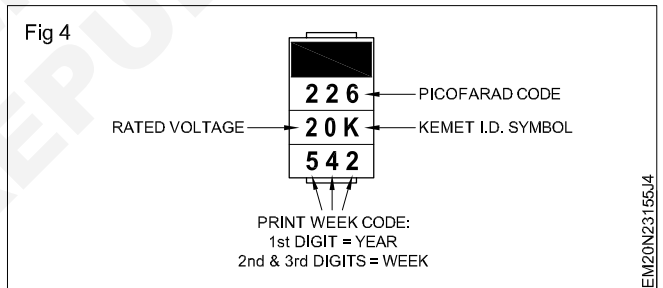 Fig 4
226
PICOFARAD CODE
RATED VOLTAGE
20K
KEMET I.D. SYMBOL
542
PRINT WEEK CODE:
1st DIGIT = YEAR
2nd & 3rd DIGITS = WEEK
EM20N23155J4